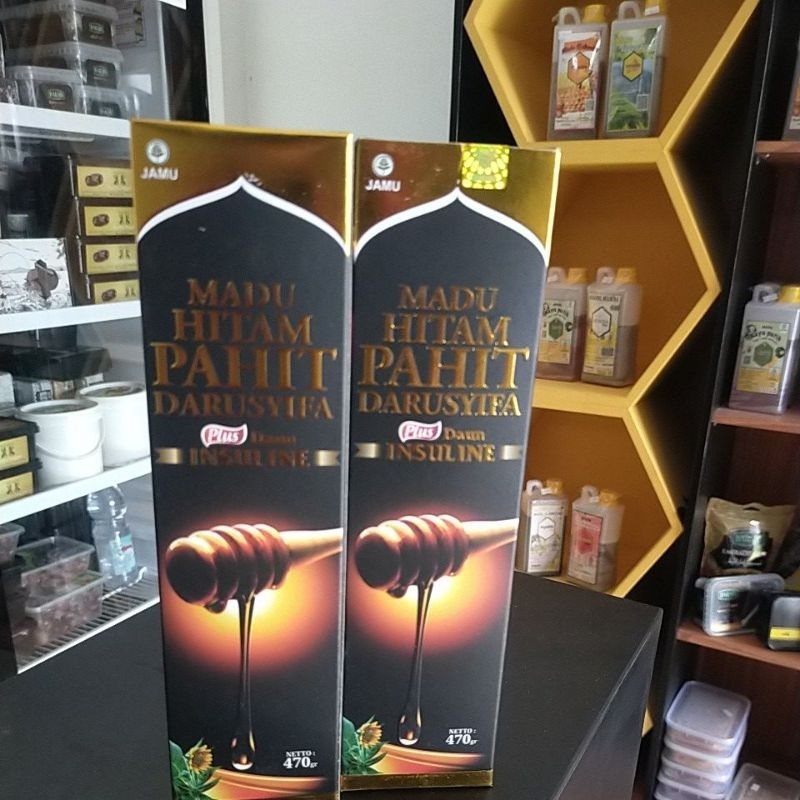 JAMU
MADU
HITAM
PAHIT
DARUSYIFA
Plus Daun
INSULINE
NETTO :
470gr
JAMU
MADU
HITAM
PAHIT
DARUSYIFA
Plus Daun
INSULINE
NETTO :
470gr